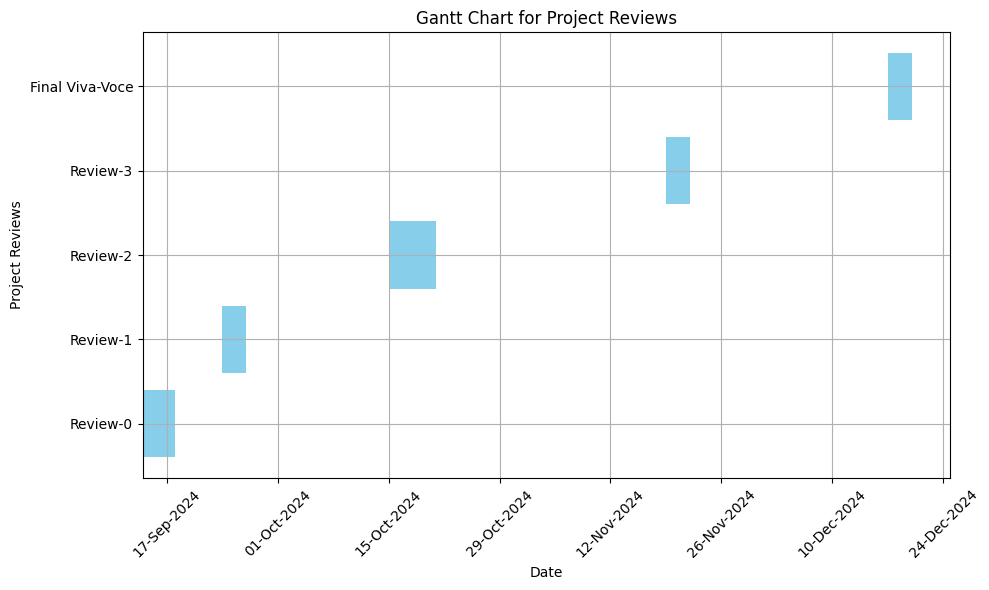 Gantt Chart for Project Reviews
Project Reviews
Final Viva-Voce
Review-3
Review-2
Review-1
Review-0
17-Sep-2024
01-Oct-2024
15-Oct-2024
29-Oct-2024
12-Nov-2024
26-Nov-2024
10-Dec-2024
24-Dec-2024
Date